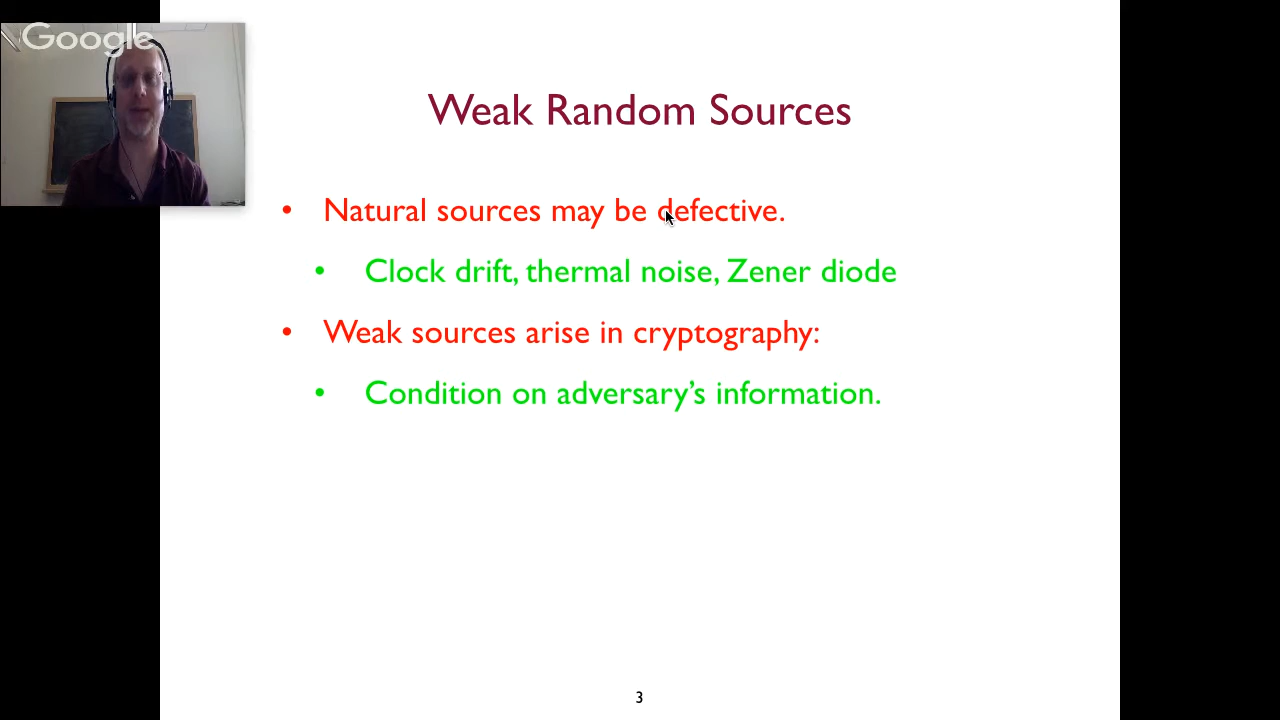 Google
Weak Random Sources
• Natural sources may be defective.
• Clock drift, thermal noise, Zener diode
• Weak sources arise in cryptography:
• Condition on adversary’s information.
3